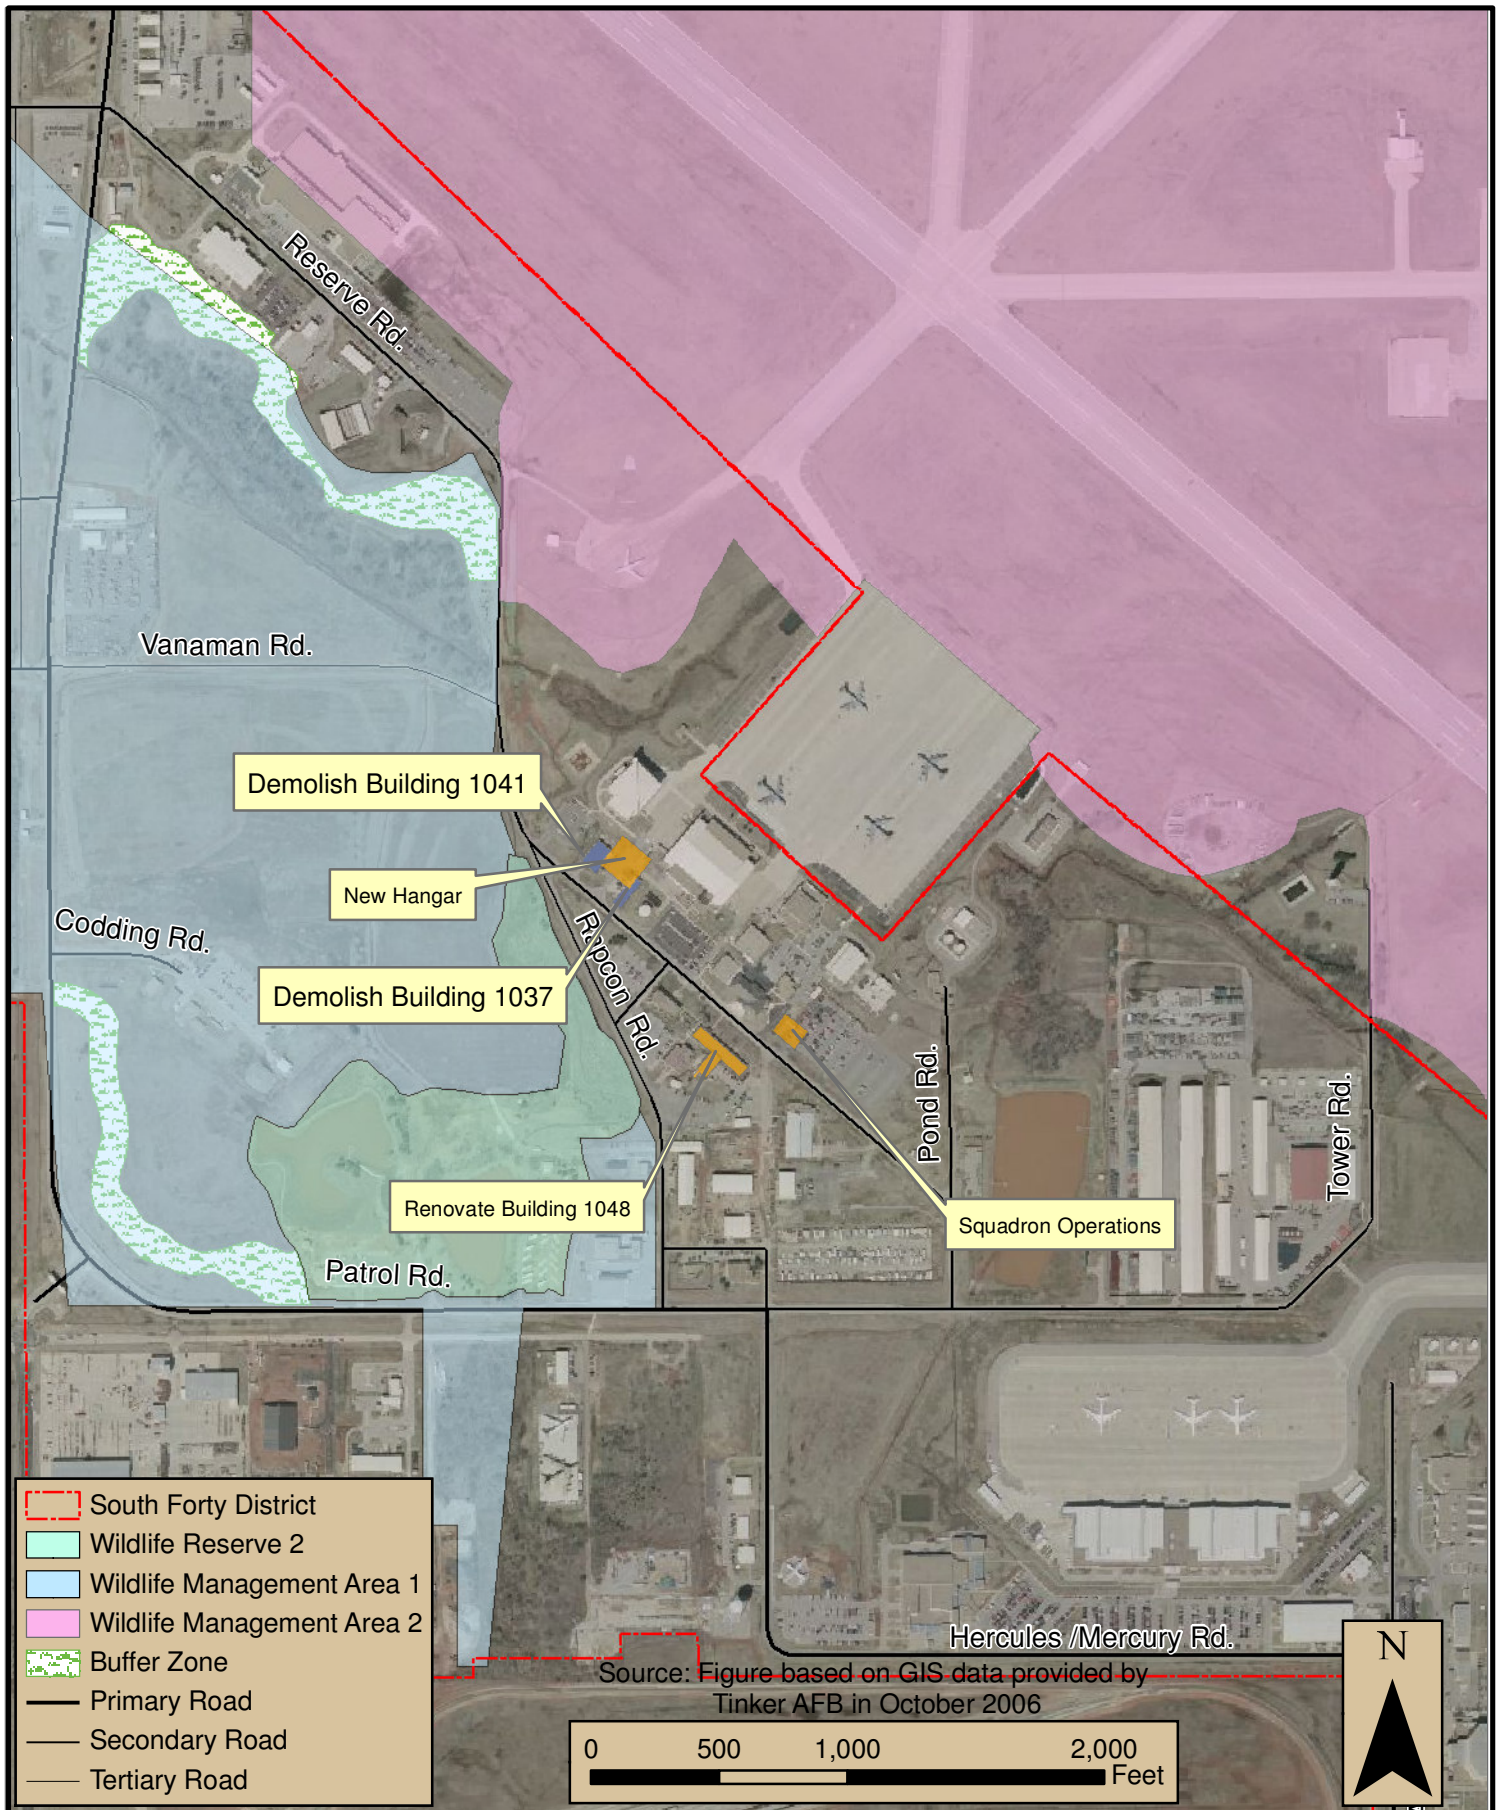 Reserve Rd.
Vanaman Rd.
Demolish Building 1041
New Hangar
Codding Rd.
Rapcon Rd.
Demolish Building 1037
Pond Rd.
Tower Rd.
Renovate Building 1048
Squadron Operations
Patrol Rd.
South Forty District
Wildlife Reserve 2
Wildlife Management Area 1
Wildlife Management Area 2
Buffer Zone
Primary Road
Secondary Road
Tertiary Road
Hercules /Mercury Rd.
Source: Figure based on GIS data provided by
Tinker AFB in October 2006
0 500 1,000 2,000
Feet
N